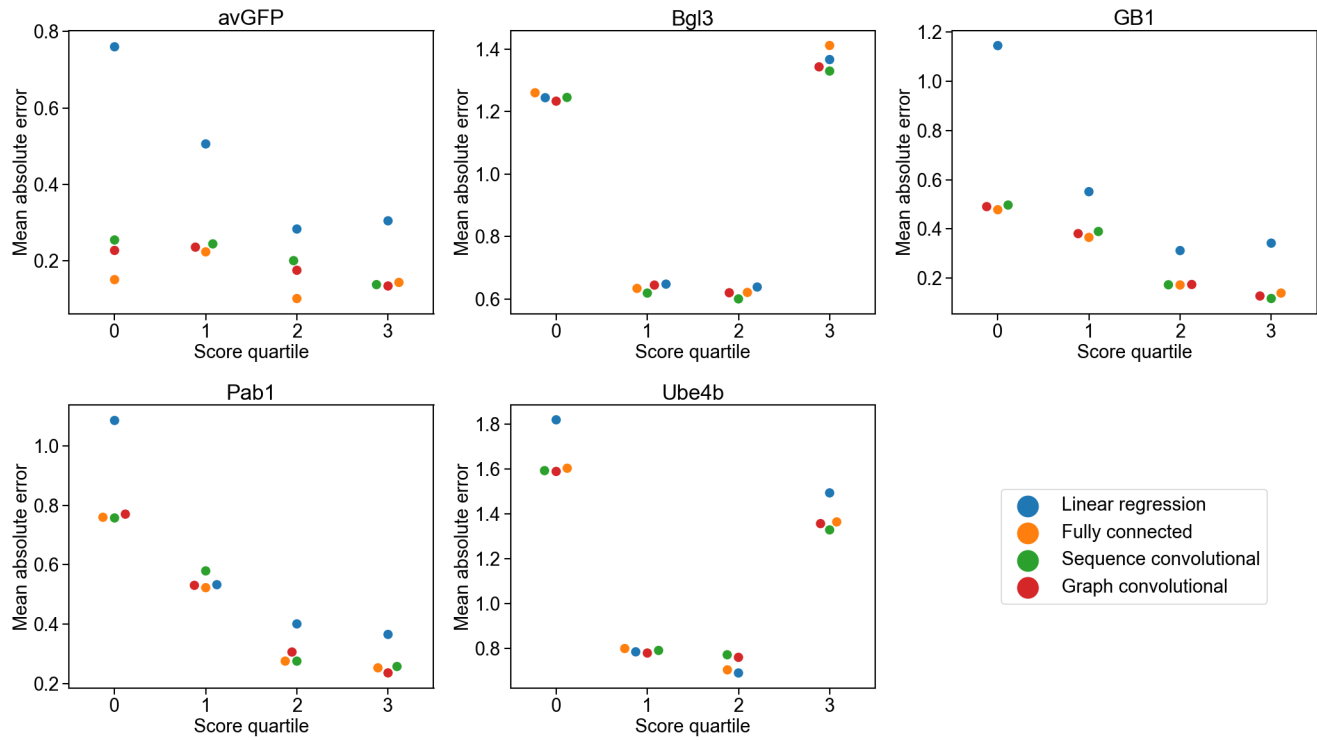 avGFP
0.8
0.6
0.4
0.2
Mean absolute error
0 1 2 3
Score quartile
Bgl3
1.4
1.2
1.0
0.8
0.6
Mean absolute error
0 1 2 3
Score quartile
GB1
1.2
1.0
0.8
0.6
0.4
0.2
Mean absolute error
0 1 2 3
Score quartile
Pab1
1.0
0.8
0.6
0.4
0.2
Mean absolute error
0 1 2 3
Score quartile
Ube4b
1.8
1.6
1.4
1.2
1.0
0.8
Mean absolute error
0 1 2 3
Score quartile
Linear regression
Fully connected
Sequence convolutional
Graph convolutional